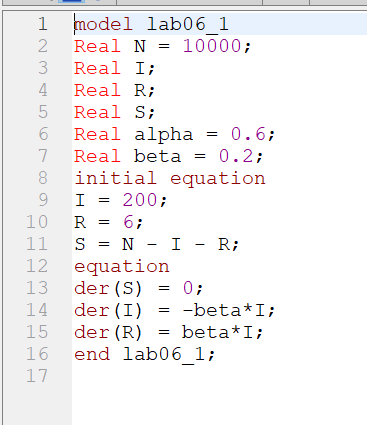 1 model lab06_1
2 Real N = 10000;
3 Real I;
4 Real R;
5 Real S;
6 Real alpha = 0.6;
7 Real beta = 0.2;
8 initial equation
9 I = 200;
10 R = 6;
11 S = N - I - R;
12 equation
13 der(S) = 0;
14 der(I) = -beta*I;
15 der(R) = beta*I;
16 end lab06_1;
17